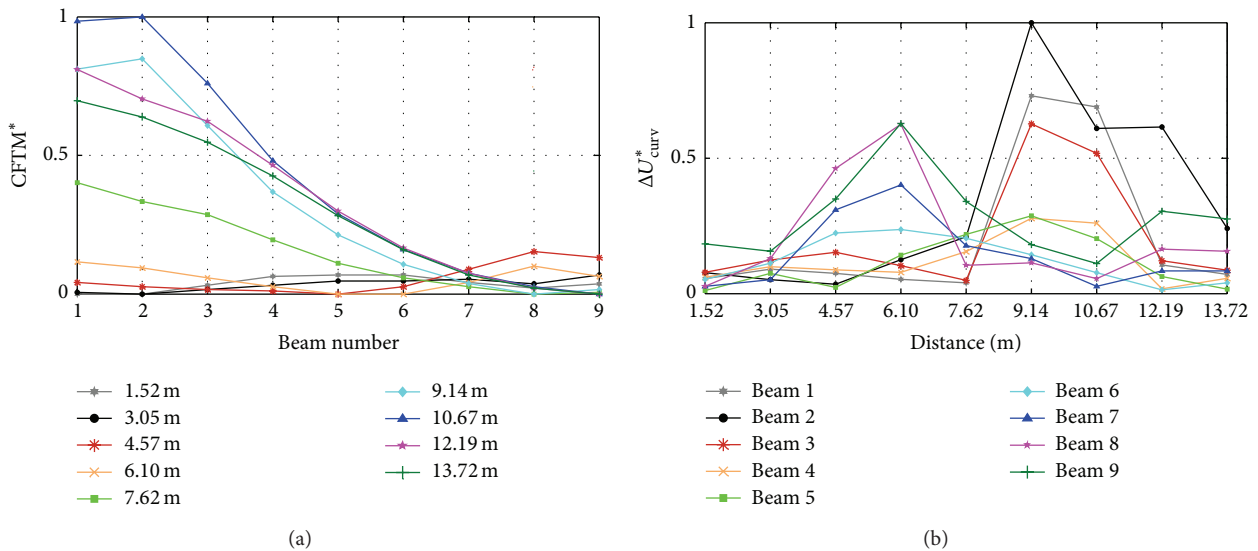 1
0.5
0
CFTM*
1 2 3 4 5 6 7 8 9
Beam number
1.52 m
3.05 m
4.57 m
6.10 m
7.62 m
9.14 m
10.67 m
12.19 m
13.72 m
(a)
1
0.5
0
ΔU*curv
1.52 3.05 4.57 6.10 7.62 9.14 10.67 12.19 13.72
Distance (m)
Beam 1
Beam 2
Beam 3
Beam 4
Beam 5
Beam 6
Beam 7
Beam 8
Beam 9
(b)